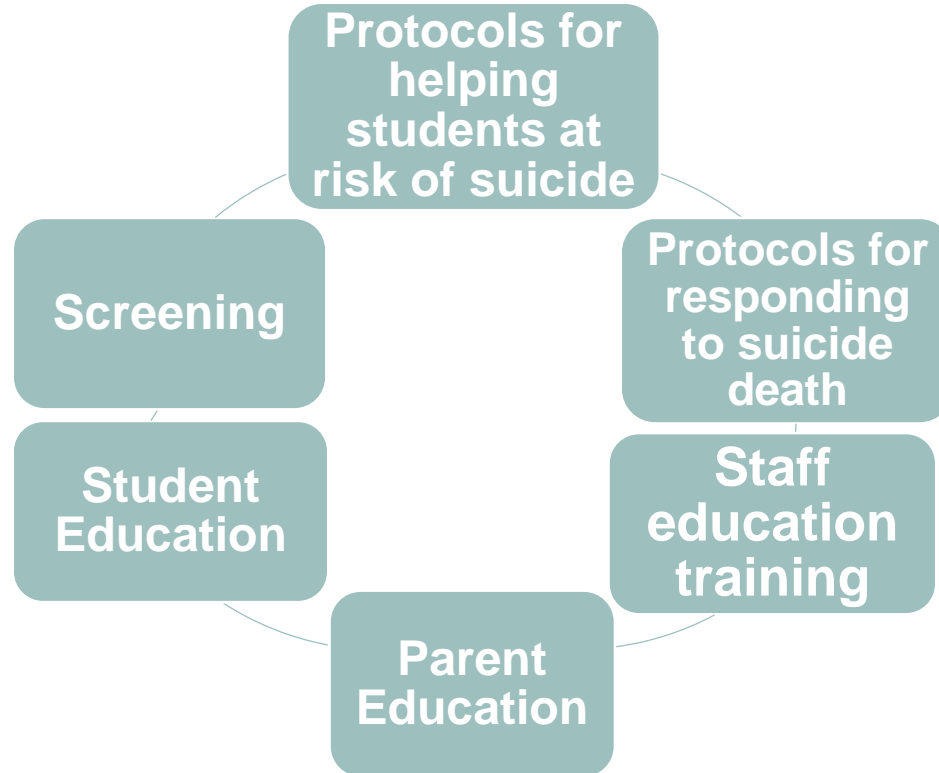 Protocols for
helping
students at
risk of suicide
Protocols for
responding
to suicide
death
Staff
education
training
Parent
Education
Student
Education
Screening